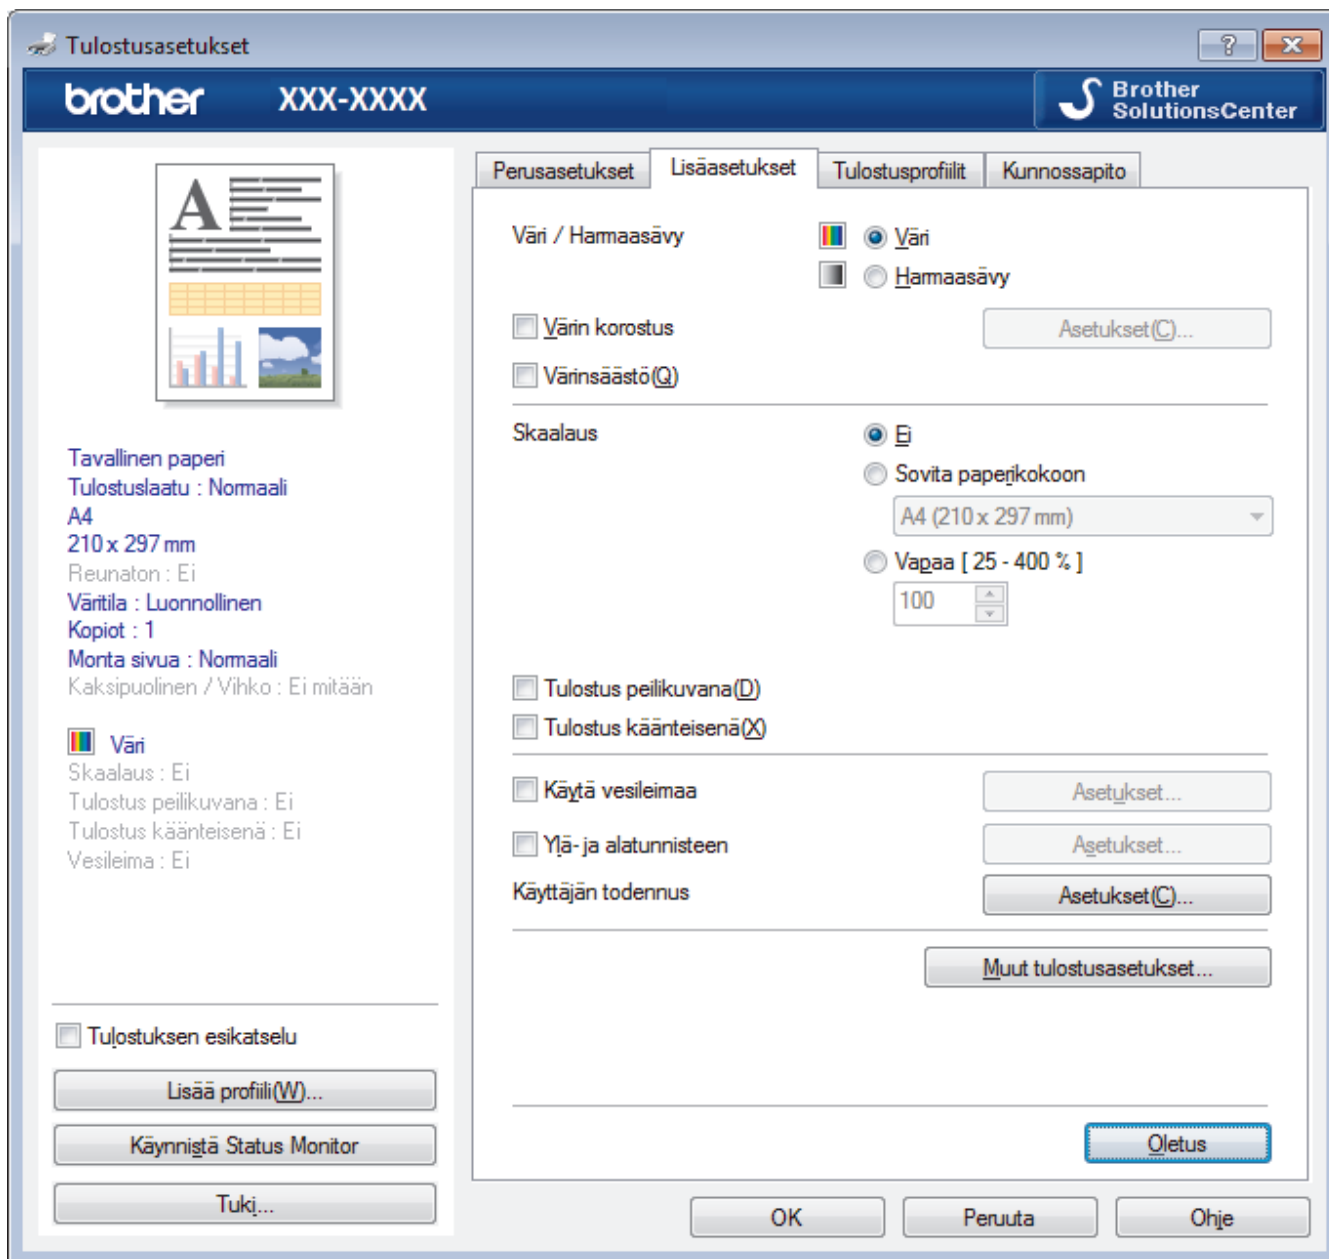 Tulostusasetukset
brother XXX-XXXX
Brother
SolutionsCenter
A
Tavallinen paperi
Tulostuslaatu : Normaali
A4
210 x 297 mm
Reunaton : Ei
Väritila : Luonnollinen
Kopiot : 1
Monta sivua : Normaali
Kaksipuolinen / Vihko : Ei mitään
Väri
Skaalaus : Ei
Tulostus peilikuvana : Ei
Tulostus käänteisenä : Ei
Vesileima : Ei
Tulostuksen esikatselu
Lisää profiili(W)...
Käynnistä Status Monitor
Tuki...
Perusasetukset Lisäasetukset Tulostusprofiilit Kunnossapito
Väri / Harmaasävy Väri
Harmaasävy
Värin korostus Asetukset(C)...
Värinsäästö(Q)
Skaalaus Ei
Sovita paperikokoon
A4 (210 x 297 mm)
Vapaa [ 25 - 400 % ]
100
Tulostus peilikuvana(D)
Tulostus käänteisenä(X)
Käytä vesileimaa Asetukset...
Ylä- ja alatunnisteen Asetukset...
Käyttäjän todennus Asetukset(C)...
Muut tulostusasetukset...
Oletus
OK Peruuta Ohje